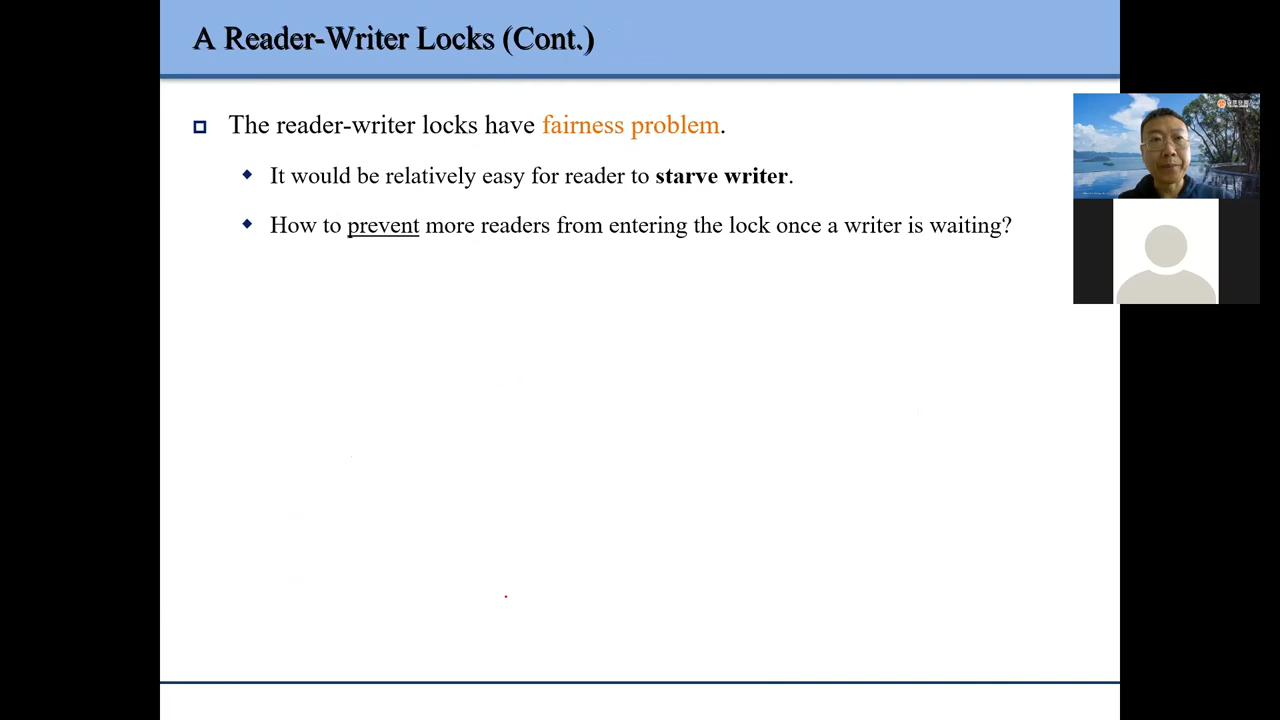 A Reader-Writer Locks (Cont.)
The reader-writer locks have fairness problem.
It would be relatively easy for reader to starve writer.
How to prevent more readers from entering the lock once a writer is waiting?